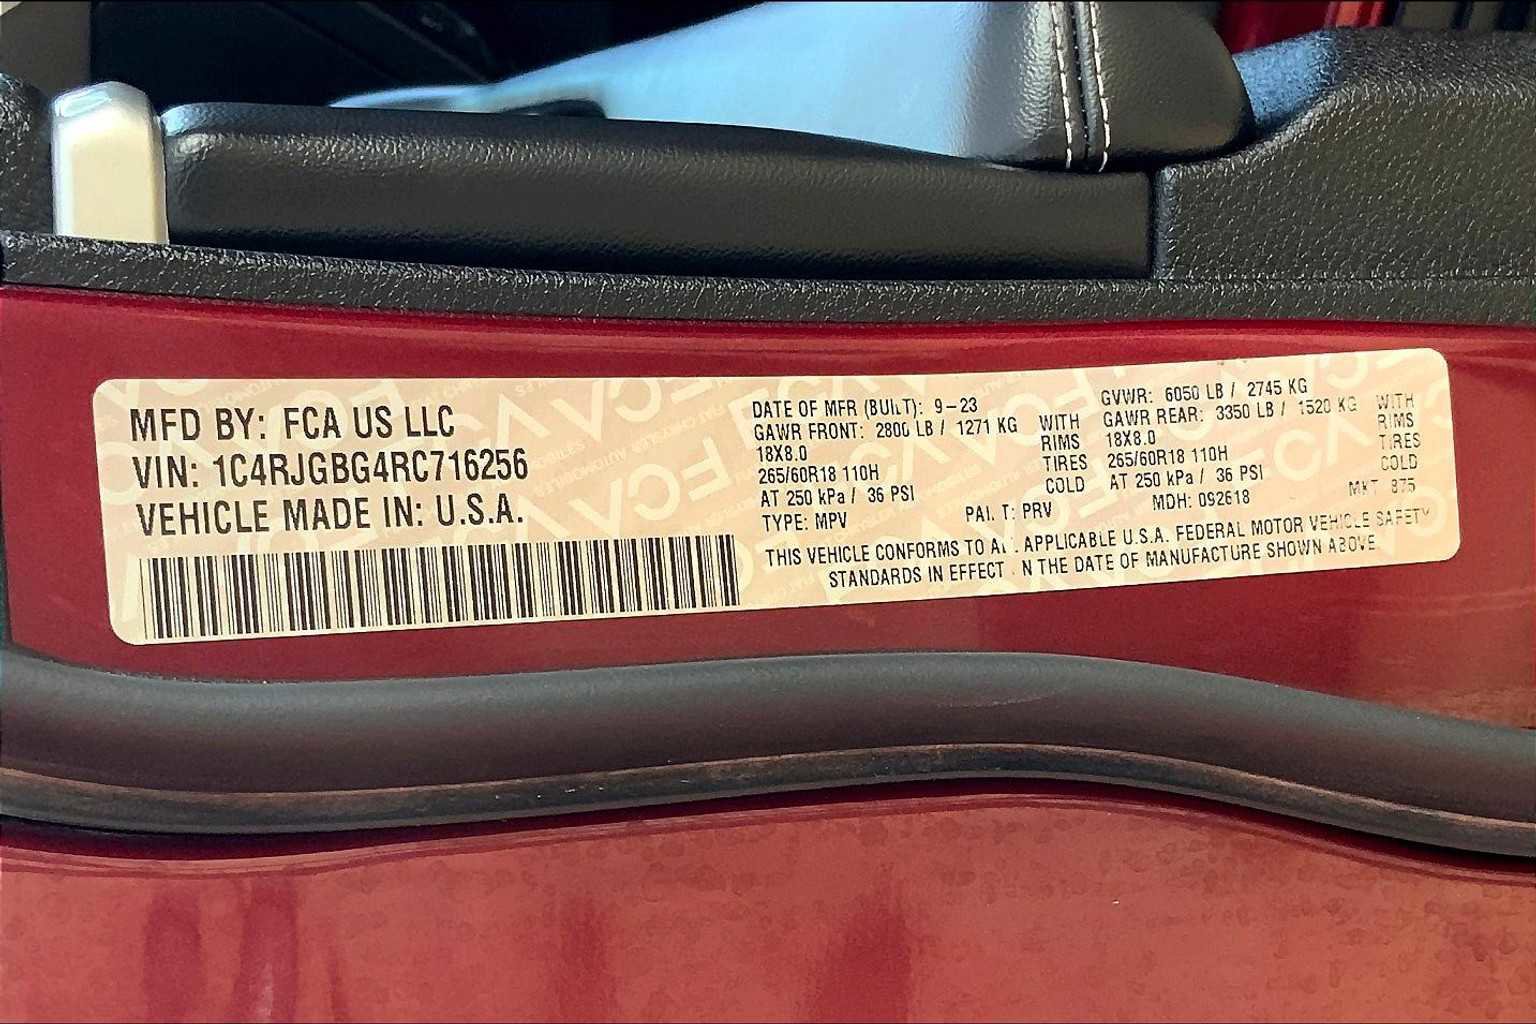 MFD BY: FCA US LLC
VIN: 1C4RJGBG4RC716256
VEHICLE MADE IN: U.S.A.
DATE OF MFR (BUILT): 9-23
GAWR FRONT: 2800 LB / 1271 KG WITH
18X8.0 RIMS
265/60R18 110H TIRES
AT 250 kPa / 36 PSI COLD
TYPE: MPV
GVWR: 6050 LB / 2745 KG
GAWR REAR: 3350 LB / 1520 KG WITH
18X8.0 RIMS
265/60R18 110H TIRES
AT 250 kPa / 36 PSI COLD
PAINT: PRV MDH: 092618 MKT 875
THIS VEHICLE CONFORMS TO ALL APPLICABLE U.S.A. FEDERAL MOTOR VEHICLE SAFETY
STANDARDS IN EFFECT ON THE DATE OF MANUFACTURE SHOWN ABOVE.